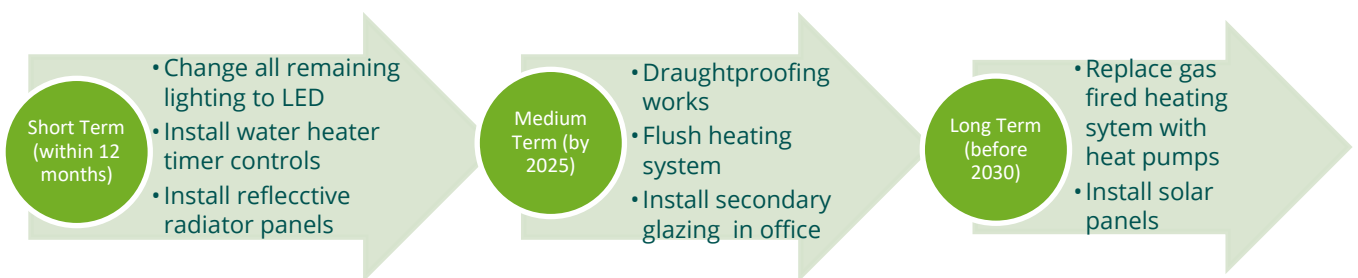 Short Term
(within 12
months)
• Change all remaining
lighting to LED
• Install water heater
timer controls
• Install reflecctive
radiator panels
Medium
Term (by
2025)
• Draughtproofing
works
• Flush heating
system
• Install secondary
glazing in office
Long Term
(before
2030)
• Replace gas
fired heating
sytem with
heat pumps
• Install solar
panels